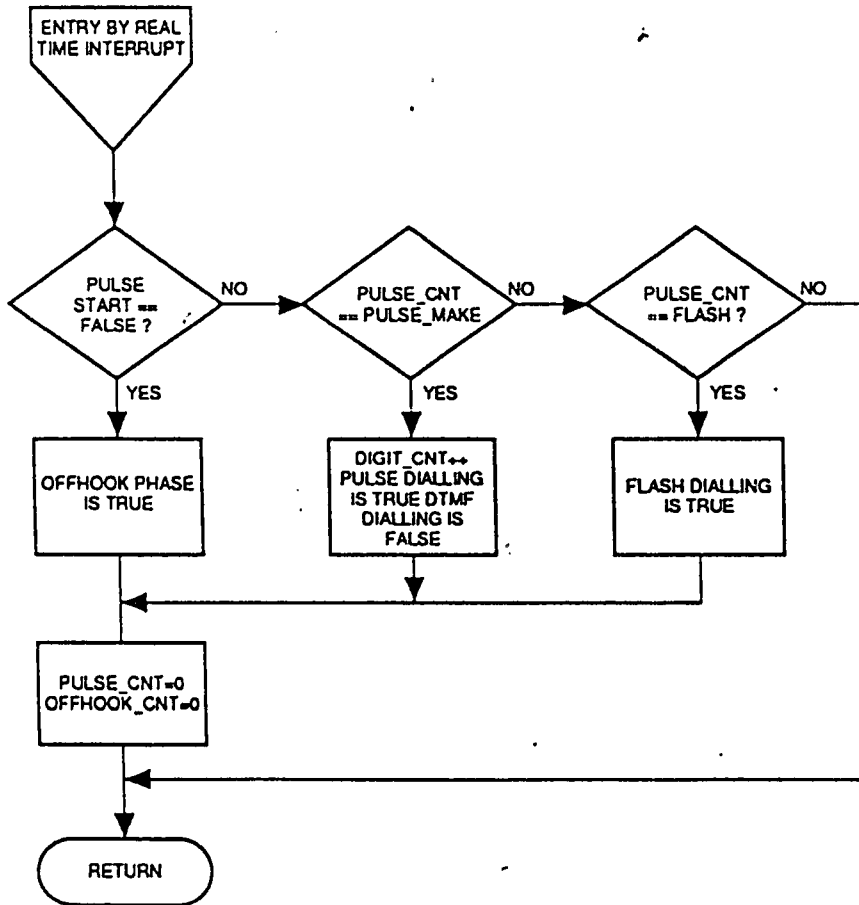 ENTRY BY REAL
TIME INTERRUPT
PULSE
START ==
FALSE ?
NO
YES
PULSE_CNT
== PULSE_MAKE
NO
YES
PULSE_CNT
== FLASH ?
NO
YES
OFFHOOK PHASE
IS TRUE
DIGIT_CNT++
PULSE DIALLING
IS TRUE DTMF
DIALLING IS
FALSE
FLASH DIALLING
IS TRUE
PULSE_CNT=0
OFFHOOK_CNT=0
RETURN